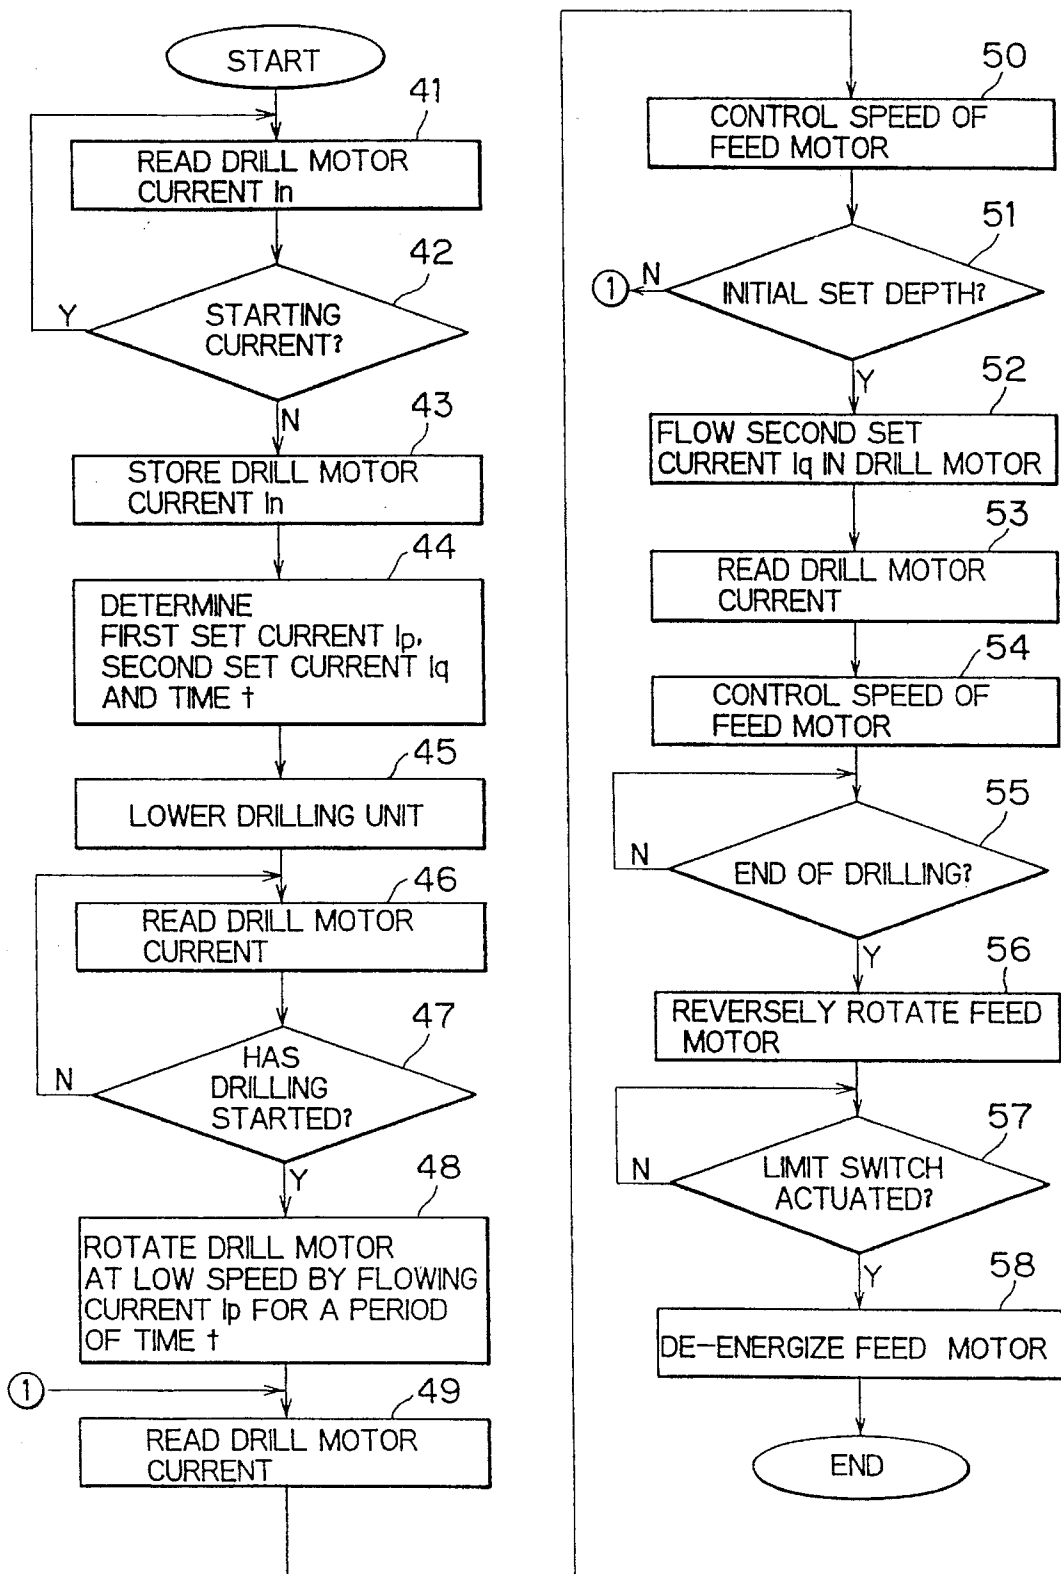 START
41
READ DRILL MOTOR
CURRENT In
42
STARTING
CURRENT?
Y
N
43
STORE DRILL MOTOR
CURRENT In
44
DETERMINE
FIRST SET CURRENT Ip,
SECOND SET CURRENT Iq
AND TIME t
45
LOWER DRILLING UNIT
46
READ DRILL MOTOR
CURRENT
47
HAS
DRILLING
STARTED?
N
Y
48
ROTATE DRILL MOTOR
AT LOW SPEED BY FLOWING
CURRENT Ip FOR A PERIOD
OF TIME t
1
49
READ DRILL MOTOR
CURRENT
50
CONTROL SPEED OF
FEED MOTOR
51
1
N
INITIAL SET DEPTH?
Y
52
FLOW SECOND SET
CURRENT Iq IN DRILL MOTOR
53
READ DRILL MOTOR
CURRENT
54
CONTROL SPEED OF
FEED MOTOR
55
N
END OF DRILLING?
Y
56
REVERSELY ROTATE FEED
MOTOR
57
N
LIMIT SWITCH
ACTUATED?
Y
58
DE-ENERGIZE FEED MOTOR
END